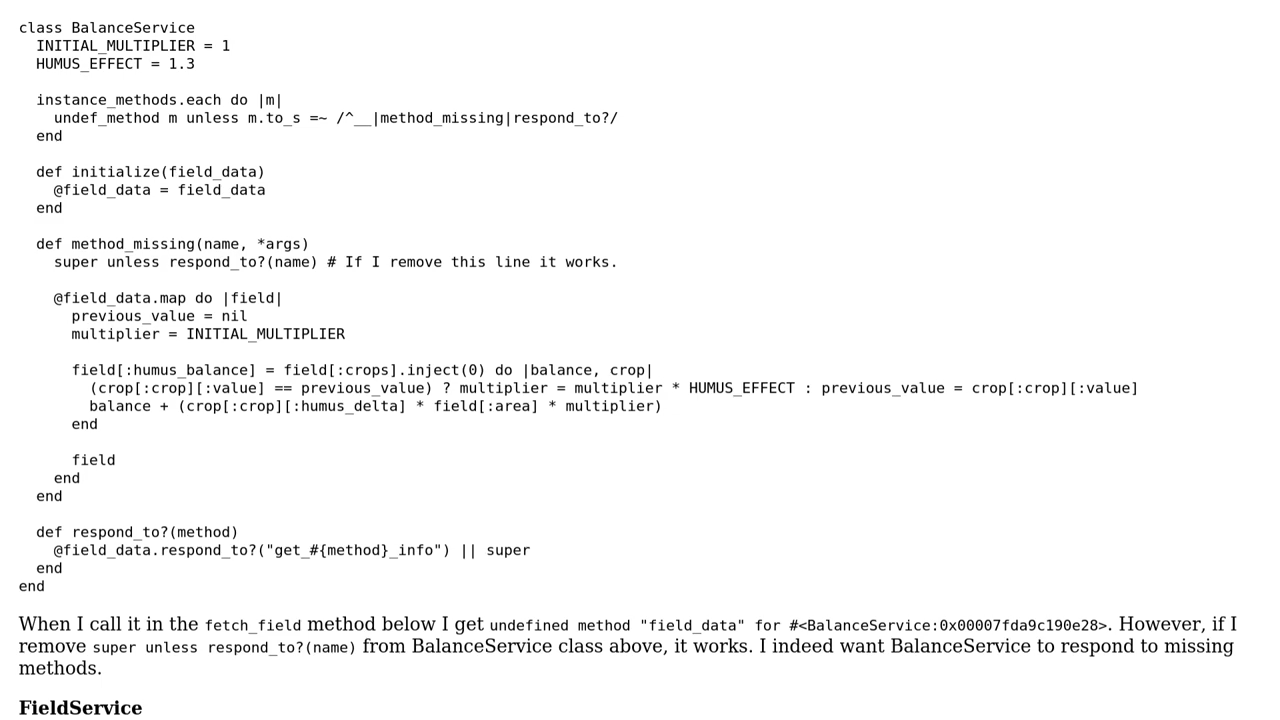 class BalanceService
  INITIAL_MULTIPLIER = 1
  HUMUS_EFFECT = 1.3

  instance_methods.each do |m|
    undef_method m unless m.to_s =~ /^__|method_missing|respond_to?/
  end

  def initialize(field_data)
    @field_data = field_data
  end

  def method_missing(name, *args)
    super unless respond_to?(name) # If I remove this line it works.

    @field_data.map do |field|
      previous_value = nil
      multiplier = INITIAL_MULTIPLIER

      field[:humus_balance] = field[:crops].inject(0) do |balance, crop|
        (crop[:crop][:value] == previous_value) ? multiplier = multiplier * HUMUS_EFFECT : previous_value = crop[:crop][:value]
        balance + (crop[:crop][:humus_delta] * field[:area] * multiplier)
      end

      field
    end
  end

  def respond_to?(method)
    @field_data.respond_to?("get_#{method}_info") || super
  end
end

When I call it in the fetch_field method below I get undefined method "field_data" for #<BalanceService:0x00007fda9c190e28>. However, if I
remove super unless respond_to?(name) from BalanceService class above, it works. I indeed want BalanceService to respond to missing
methods.

FieldService